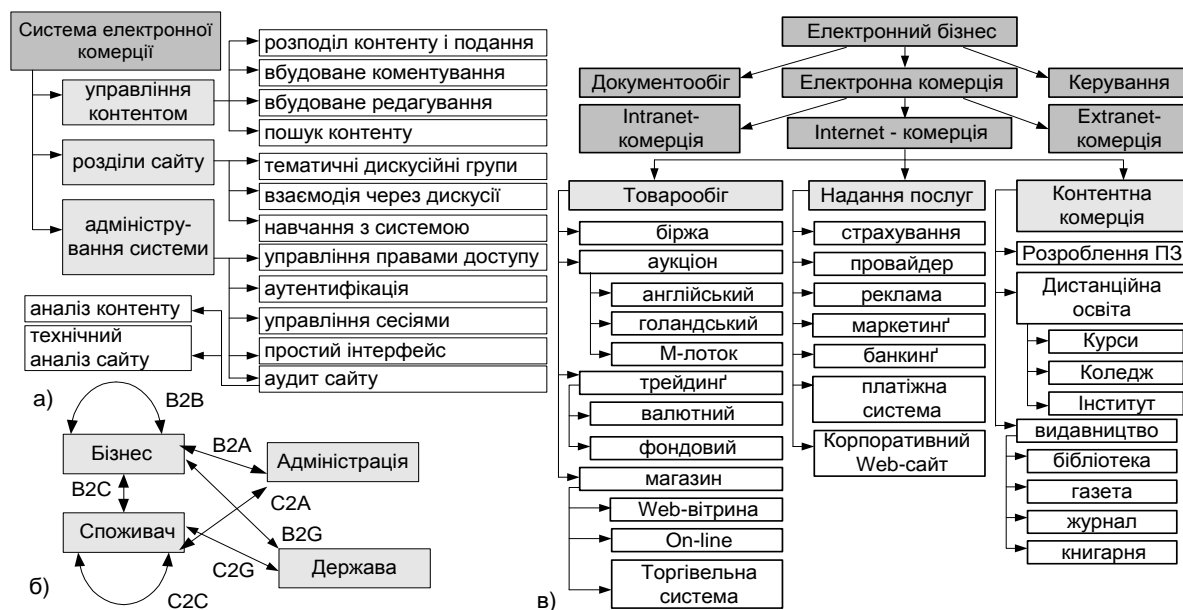 Система електронної
комерції
управління
контентом
розподіл контенту і подання
вбудоване коментування
вбудоване редагування
пошук контенту
розділи сайту
тематичні дискусійні групи
взаємодія через дискусії
навчання з системою
адміністру-
вання системи
управління правами доступу
аутентифікація
управління сесіями
простий інтерфейс
аудит сайту
аналіз контенту
технічний
аналіз сайту
а)
B2B
Бізнес
B2A
Адміністрація
B2C
C2A
Споживач
B2G
C2G
Держава
C2C
б)
Електронний бізнес
Документообіг
Електронна комерція
Керування
Intranet-
комерція
Internet - комерція
Extranet-
комерція
Товарообіг
біржа
аукціон
англійський
голандський
М-лоток
трейдинґ
валютний
фондовий
магазин
Web-вітрина
On-line
Торгівельна
система
Надання послуг
страхування
провайдер
реклама
маркетинґ
банкинґ
платіжна
система
Корпоративний
Web-сайт
Контентна
комерція
Розроблення ПЗ
Дистанційна
освіта
Курси
Коледж
Інститут
видавництво
бібліотека
газета
журнал
книгарня
в)